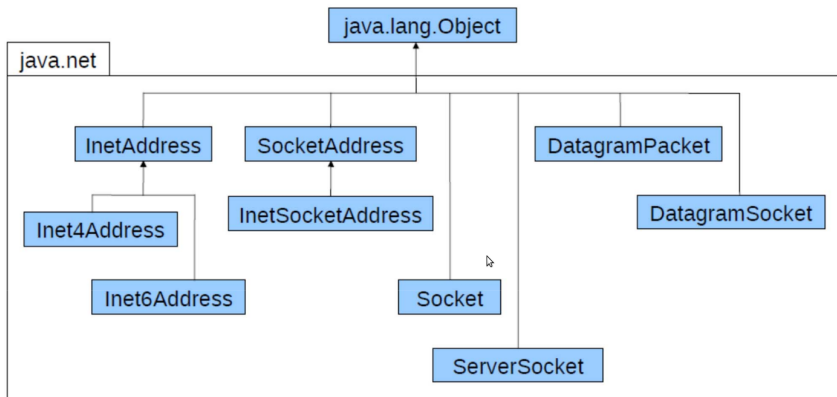 java.lang.Object
java.net
InetAddress
SocketAddress
DatagramPacket
Inet4Address
InetSocketAddress
DatagramSocket
Inet6Address
Socket
ServerSocket